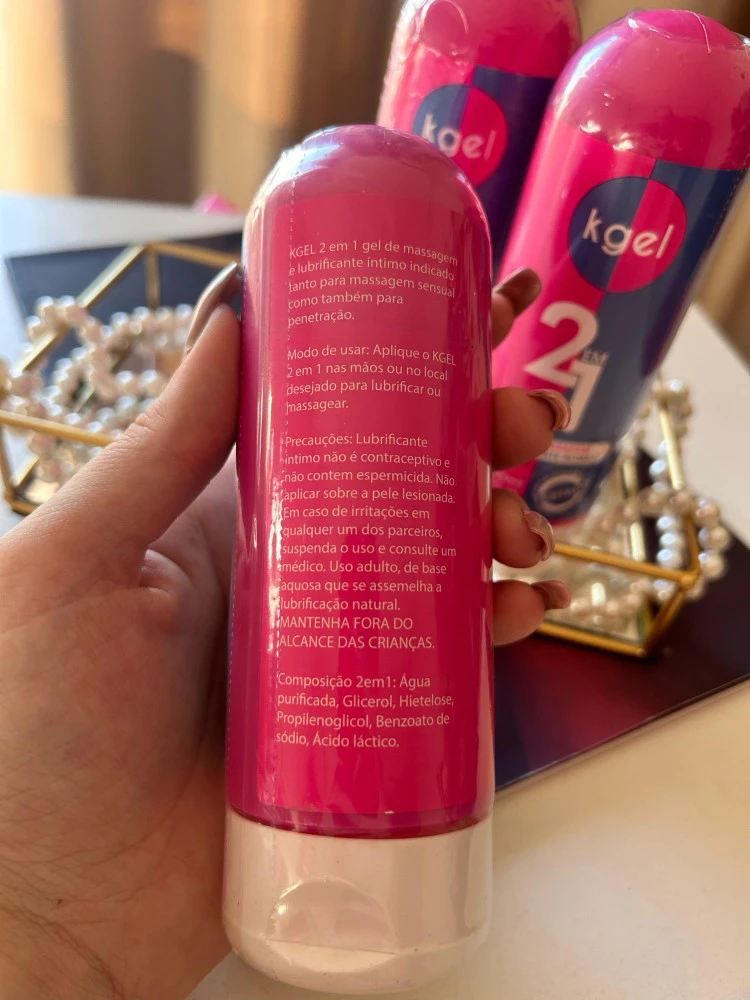 KGEL 2 em 1 gel de massagem
e lubrificante íntimo indicado
tanto para massagem sensual
como também para
penetração.
Modo de usar: Aplique o KGEL
2 em 1 nas mãos ou no local
desejado para lubrificar ou
massagear.
Precauções: Lubrificante
íntimo não é contraceptivo e
não contem espermicida. Não
aplicar sobre a pele lesionada.
Em caso de irritações em
qualquer um dos parceiros,
suspenda o uso e consulte um
médico. Uso adulto, de base
aquosa que se assemelha a
lubrificação natural.
MANTENHA FORA DO
ALCANCE DAS CRIANÇAS.
Composição 2em1: Água
purificada, Glicerol, Hietelose,
Propilenoglicol, Benzoato de
sódio, Ácido láctico.
kgel
kgel
2
EM
1